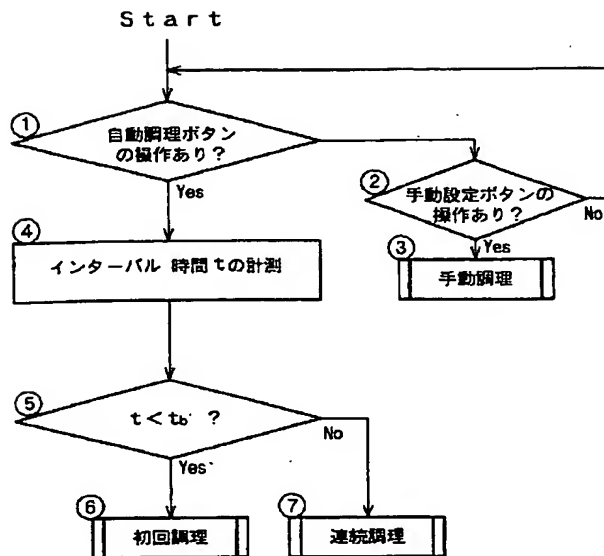 Start
①
自動調理ボタン
の操作あり？
Yes
②
手動設定ボタンの
操作あり？
No
Yes
③
手動調理
④
インターバル 時間 tの計測
⑤
t < tb ？
No
Yes
⑥
初回調理
⑦
連続調理